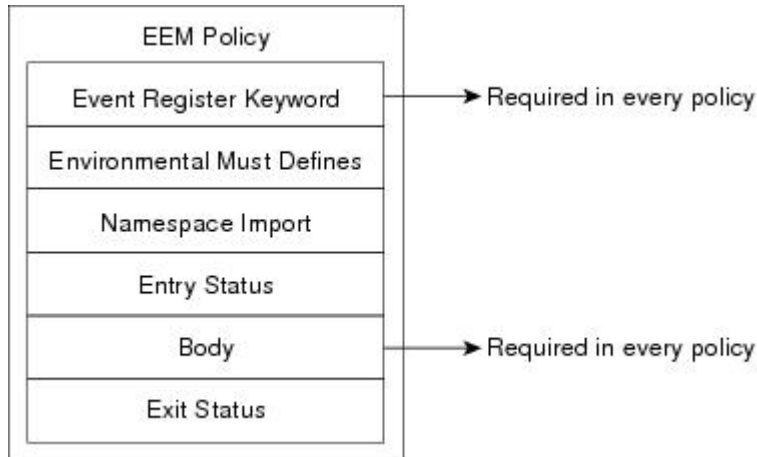 EEM Policy
Event Register Keyword
Required in every policy
Environmental Must Defines
Namespace Import
Entry Status
Body
Required in every policy
Exit Status